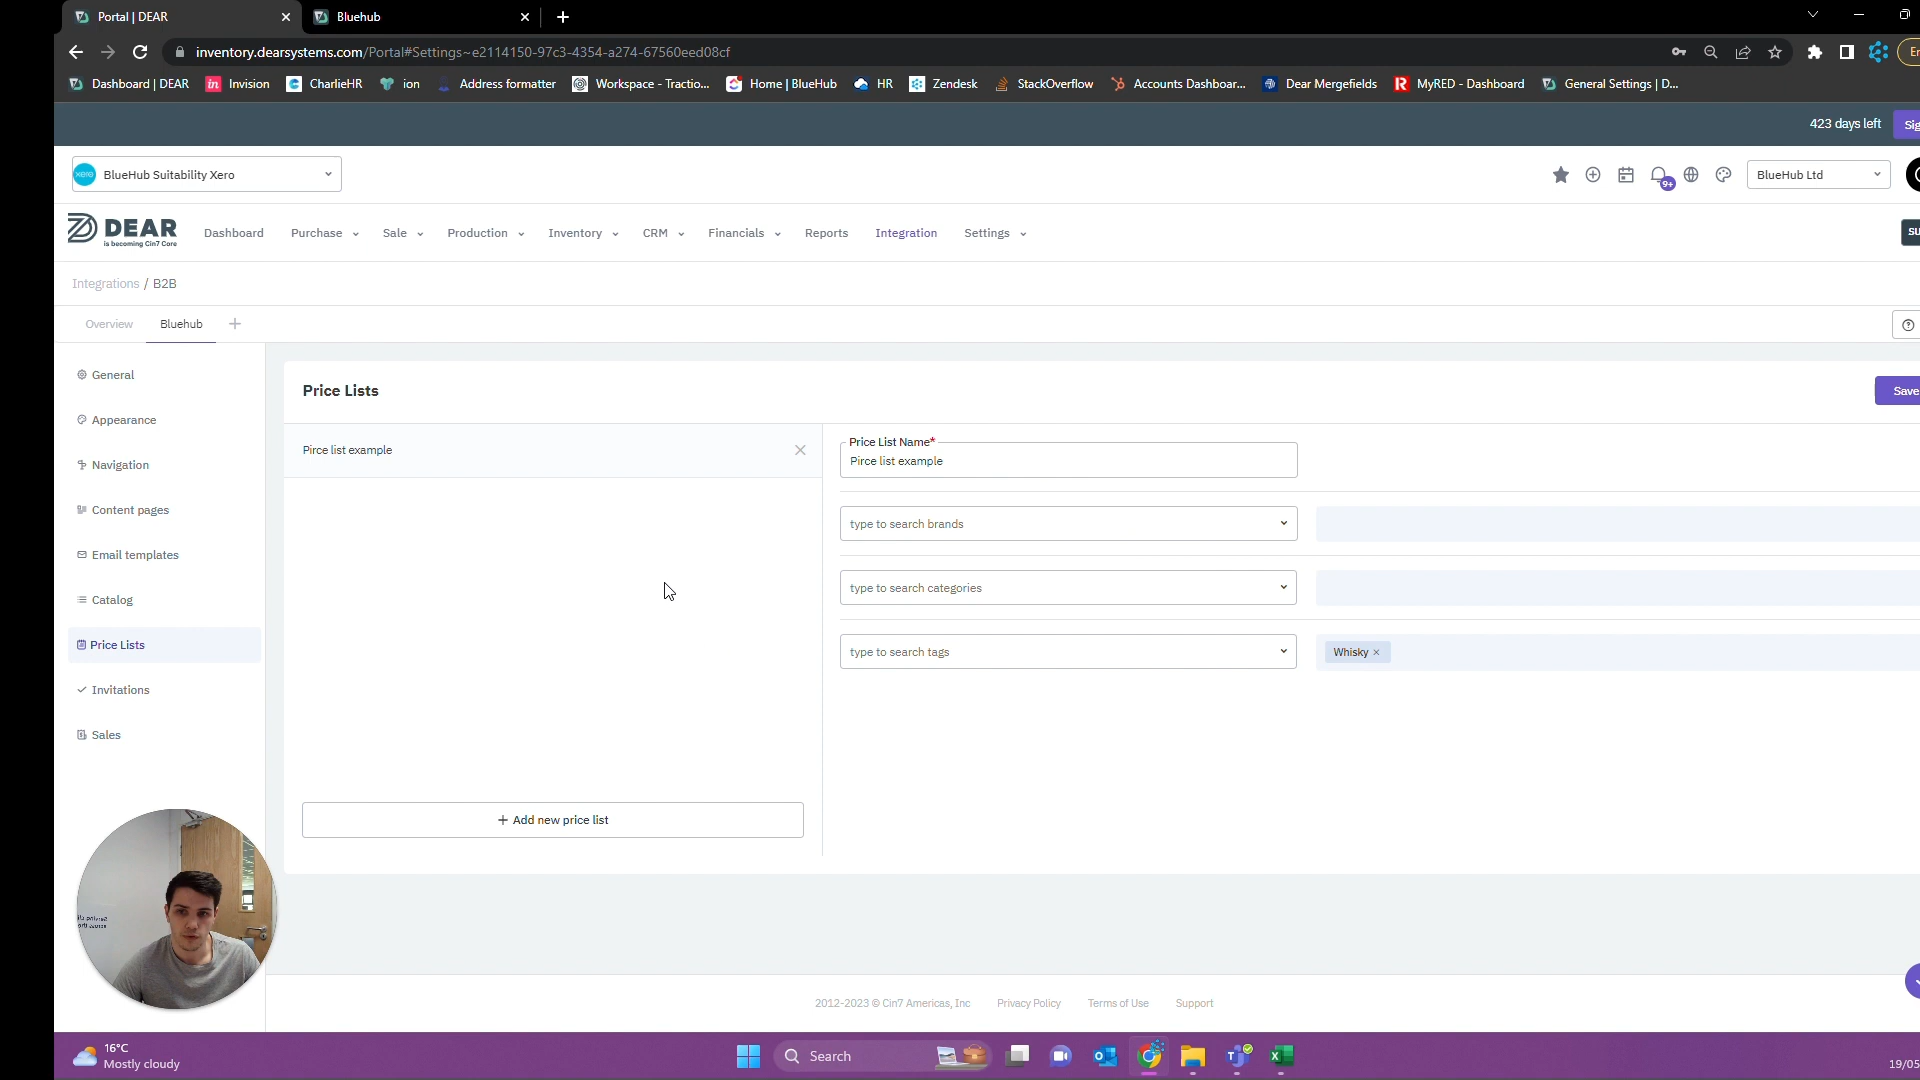 Portal | DEAR
Bluehub
inventory.dearsystems.com/Portal#Settings~e2114150-97c3-4354-a274-67560eed08cf
En
Dashboard | DEAR
Invision
CharlieHR
ion
Address formatter
Workspace - Tractio...
Home | BlueHub
HR
Zendesk
StackOverflow
Accounts Dashboar...
Dear Mergefields
MyRED - Dashboard
General Settings | D...
423 days left
Sig
xero
BlueHub Suitability Xero
9+
BlueHub Ltd
DEAR
is becoming Cin7 Core
Dashboard
Purchase
Sale
Production
Inventory
CRM
Financials
Reports
Integration
Settings
SU
Integrations / B2B
Overview
Bluehub
General
Appearance
Navigation
Content pages
Email templates
Catalog
Price Lists
Invitations
Sales
Price Lists
Save
Pirce list example
Price List Name*
Pirce list example
type to search brands
type to search categories
type to search tags
Whisky
+ Add new price list
2012-2023 © Cin7 Americas, Inc
Privacy Policy
Terms of Use
Support
16°C
Mostly cloudy
Search
19/05